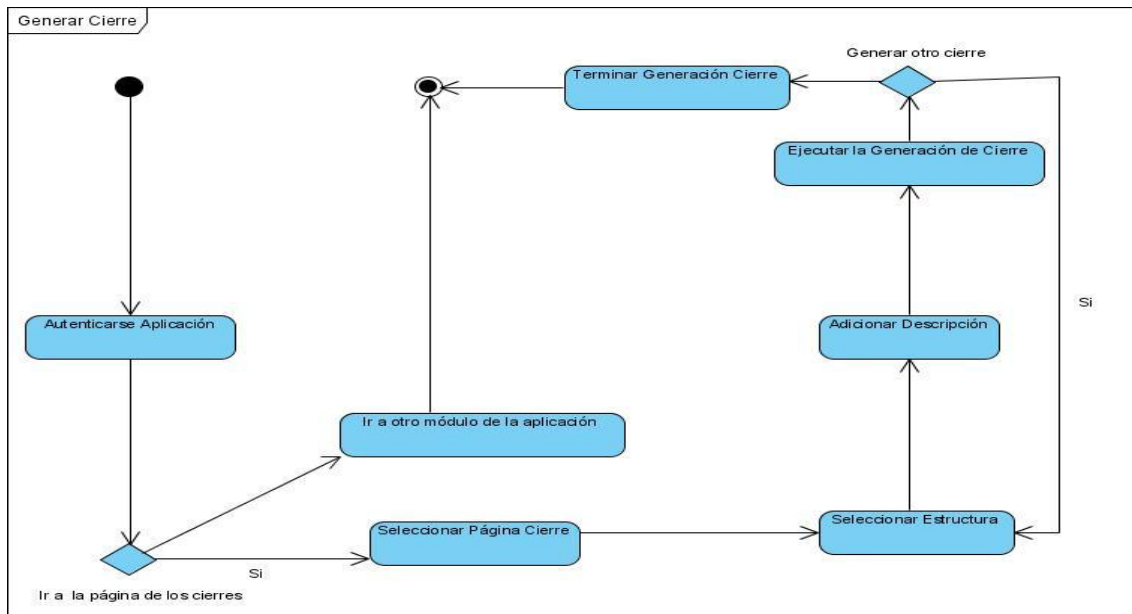 Generar Cierre
Generar otro cierre
Terminar Generación Cierre
Ejecutar la Generación de Cierre
Si
Autenticarse Aplicación
Adicionar Descripción
Ir a otro módulo de la aplicación
Seleccionar Página Cierre
Seleccionar Estructura
Si
Ir a la página de los cierres